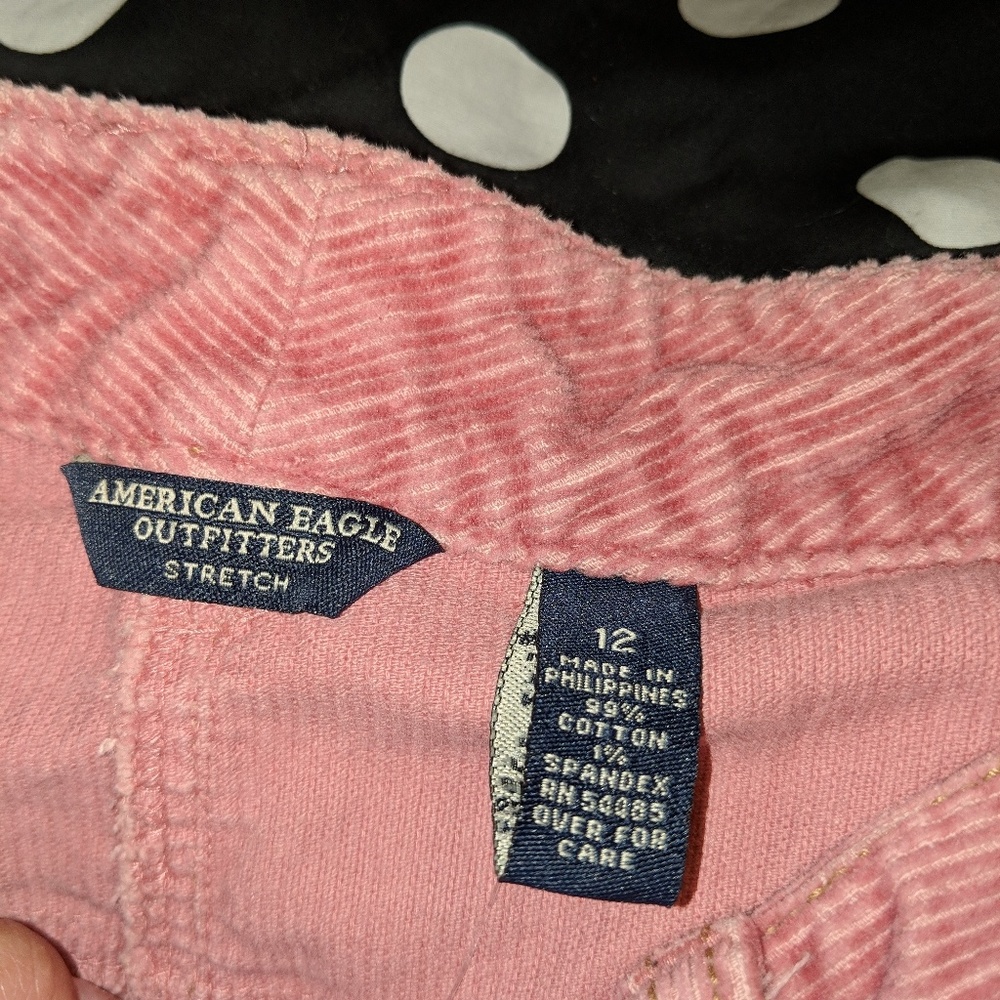 AMERICAN EAGLE
OUTFITTERS
STRETCH
12
MADE IN
PHILIPPINES
99%
COTTON
1%
SPANDEX
RN 54485
OVER FOR
CARE